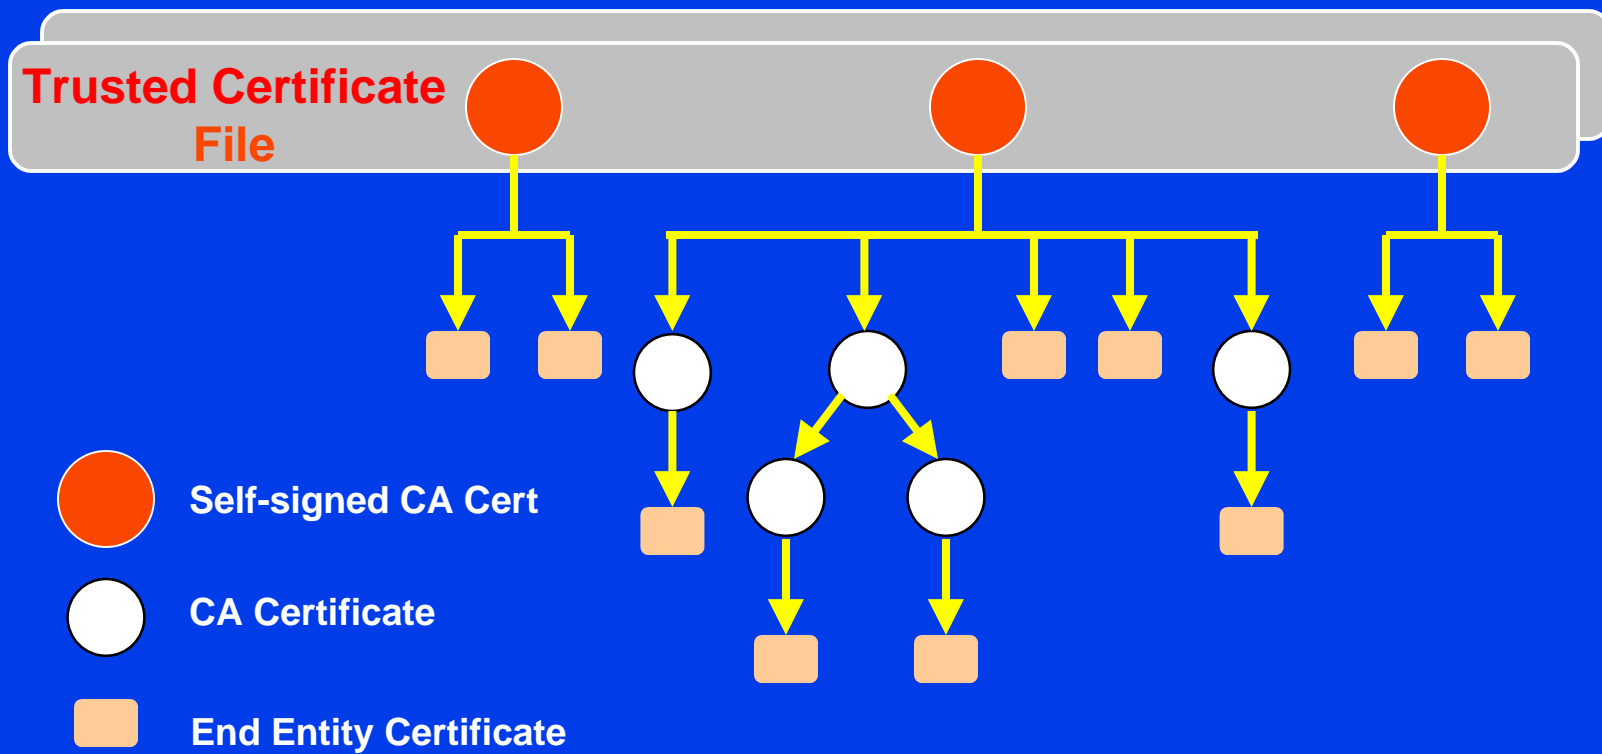 Trusted Certificate
File
Self-signed CA Cert
CA Certificate
End Entity Certificate